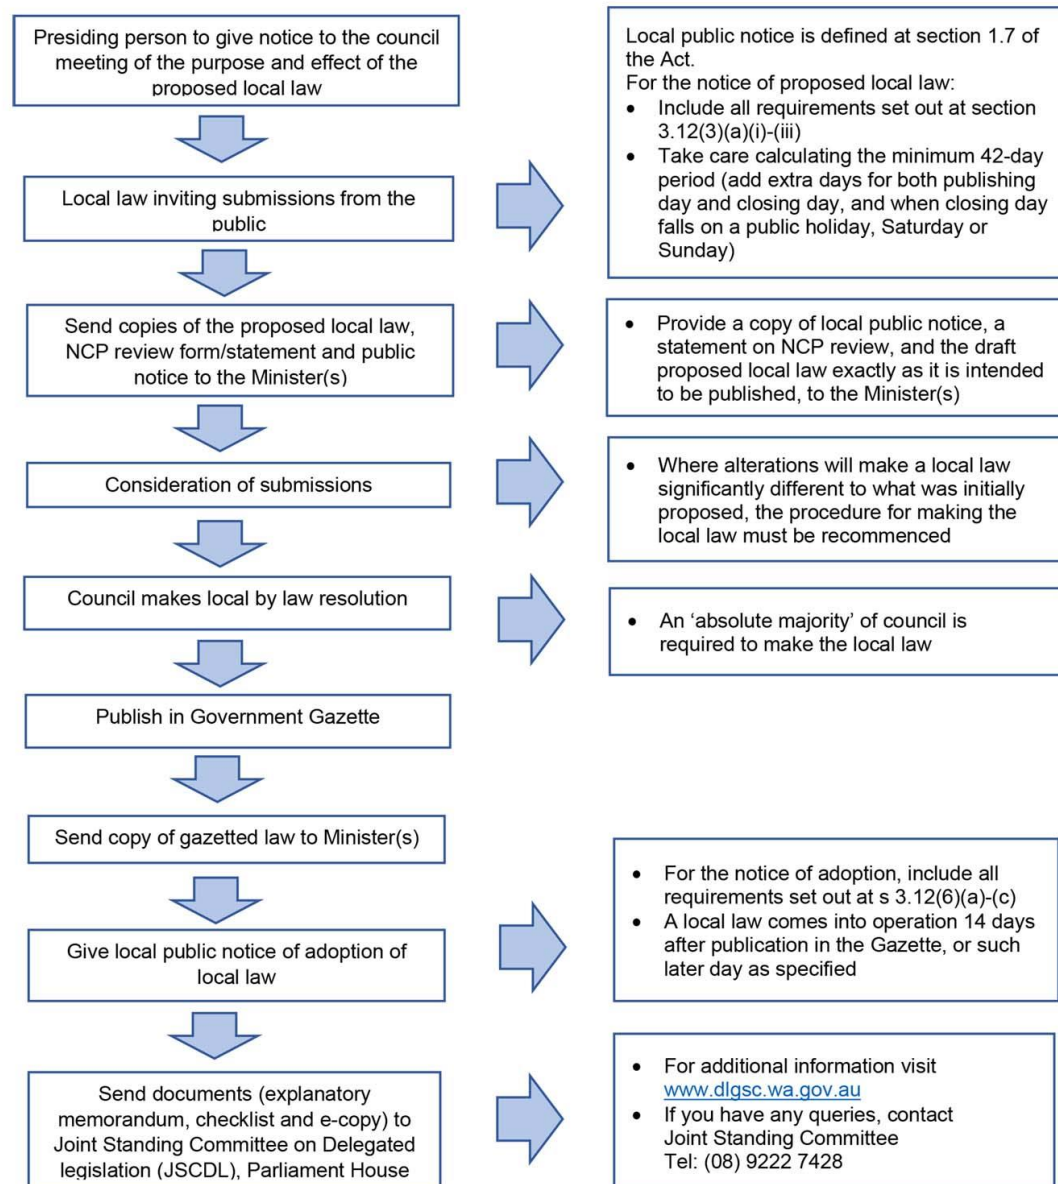 Presiding person to give notice to the council
meeting of the purpose and effect of the
proposed local law
Local public notice is defined at section 1.7 of
the Act.
For the notice of proposed local law:
• Include all requirements set out at section
3.12(3)(a)(i)-(iii)
• Take care calculating the minimum 42-day
period (add extra days for both publishing
day and closing day, and when closing day
falls on a public holiday, Saturday or
Sunday)
Local law inviting submissions from the
public
Send copies of the proposed local law,
NCP review form/statement and public
notice to the Minister(s)
• Provide a copy of local public notice, a
statement on NCP review, and the draft
proposed local law exactly as it is intended
to be published, to the Minister(s)
Consideration of submissions
• Where alterations will make a local law
significantly different to what was initially
proposed, the procedure for making the
local law must be recommenced
Council makes local by law resolution
• An ‘absolute majority’ of council is
required to make the local law
Publish in Government Gazette
Send copy of gazetted law to Minister(s)
Give local public notice of adoption of
local law
• For the notice of adoption, include all
requirements set out at s 3.12(6)(a)-(c)
• A local law comes into operation 14 days
after publication in the Gazette, or such
later day as specified
Send documents (explanatory
memorandum, checklist and e-copy) to
Joint Standing Committee on Delegated
legislation (JSCDL), Parliament House
• For additional information visit
www.dlgsc.wa.gov.au
• If you have any queries, contact
Joint Standing Committee
Tel: (08) 9222 7428